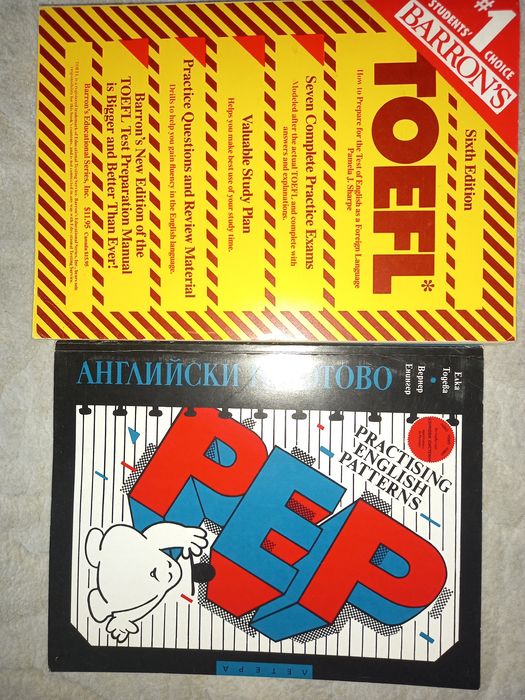 #1
STUDENTS' CHOICE
BARRON'S
Sixth Edition
TOEFL*
How to Prepare for the Test of English as a Foreign Language
Pamela J. Sharpe
Seven Complete Practice Exams
Modeled after the actual TOEFL and complete with
answers and explanations.
Valuable Study Plan
Helps you make best use of your study time.
Practice Questions and Review Material
Drills to help you gain fluency in the English language.
Barron's New Edition of the
TOEFL Test Preparation Manual
is Bigger and Better Than Ever!
Barron's Educational Series, Inc. $11.95
Елка
Тодева
Вернер
Енингер
АНГЛИЙСКИ
PRACTISING
ENGLISH
PATTERNS
PEP
ЛЕТЕРА